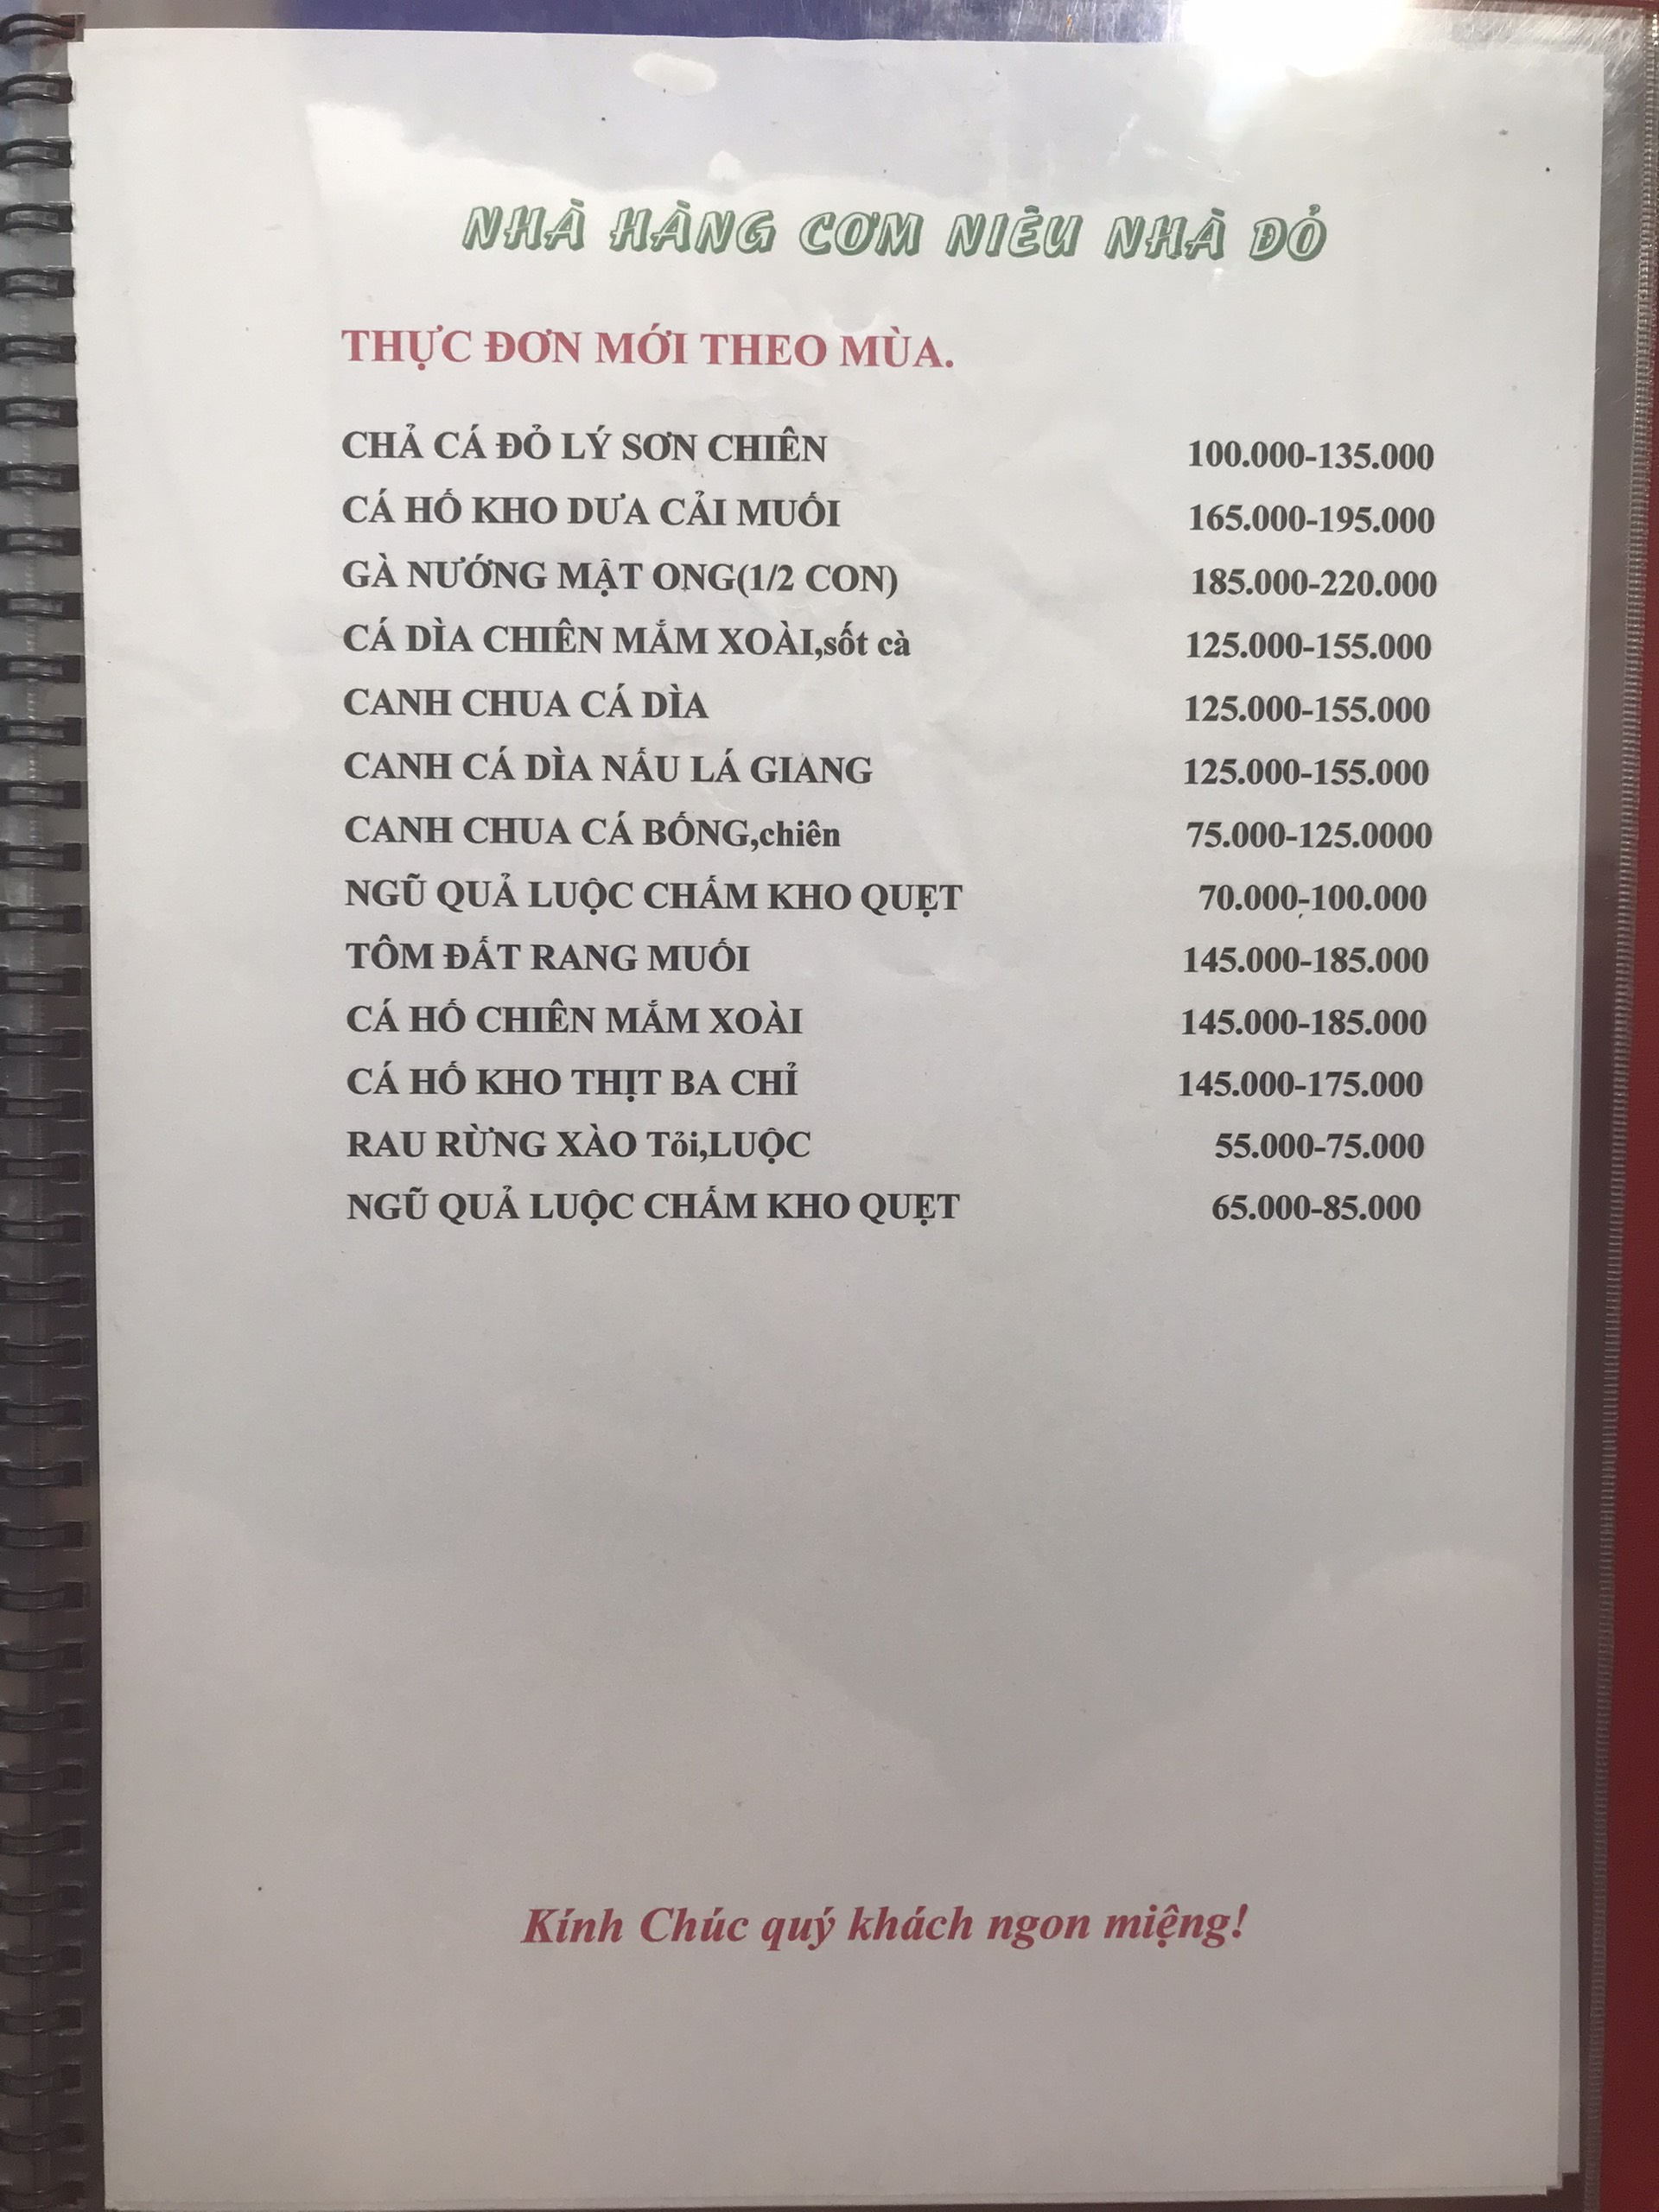 NHÀ HÀNG CƠM NIÊU NHÀ ĐỎ
THỰC ĐƠN MỚI THEO MÙA.
CHẢ CÁ ĐỎ LÝ SƠN CHIÊN 100.000-135.000
CÁ HỐ KHO DƯA CẢI MUỐI 165.000-195.000
GÀ NƯỚNG MẬT ONG(1/2 CON) 185.000-220.000
CÁ DÌA CHIÊN MẮM XOÀI,sốt cà 125.000-155.000
CANH CHUA CÁ DÌA 125.000-155.000
CANH CÁ DÌA NẤU LÁ GIANG 125.000-155.000
CANH CHUA CÁ BỐNG,chiên 75.000-125.0000
NGŨ QUẢ LUỘC CHẤM KHO QUẸT 70.000-100.000
TÔM ĐẤT RANG MUỐI 145.000-185.000
CÁ HỐ CHIÊN MẮM XOÀI 145.000-185.000
CÁ HỐ KHO THỊT BA CHỈ 145.000-175.000
RAU RỪNG XÀO Tỏi,LUỘC 55.000-75.000
NGŨ QUẢ LUỘC CHẤM KHO QUẸT 65.000-85.000
Kính Chúc quý khách ngon miệng!